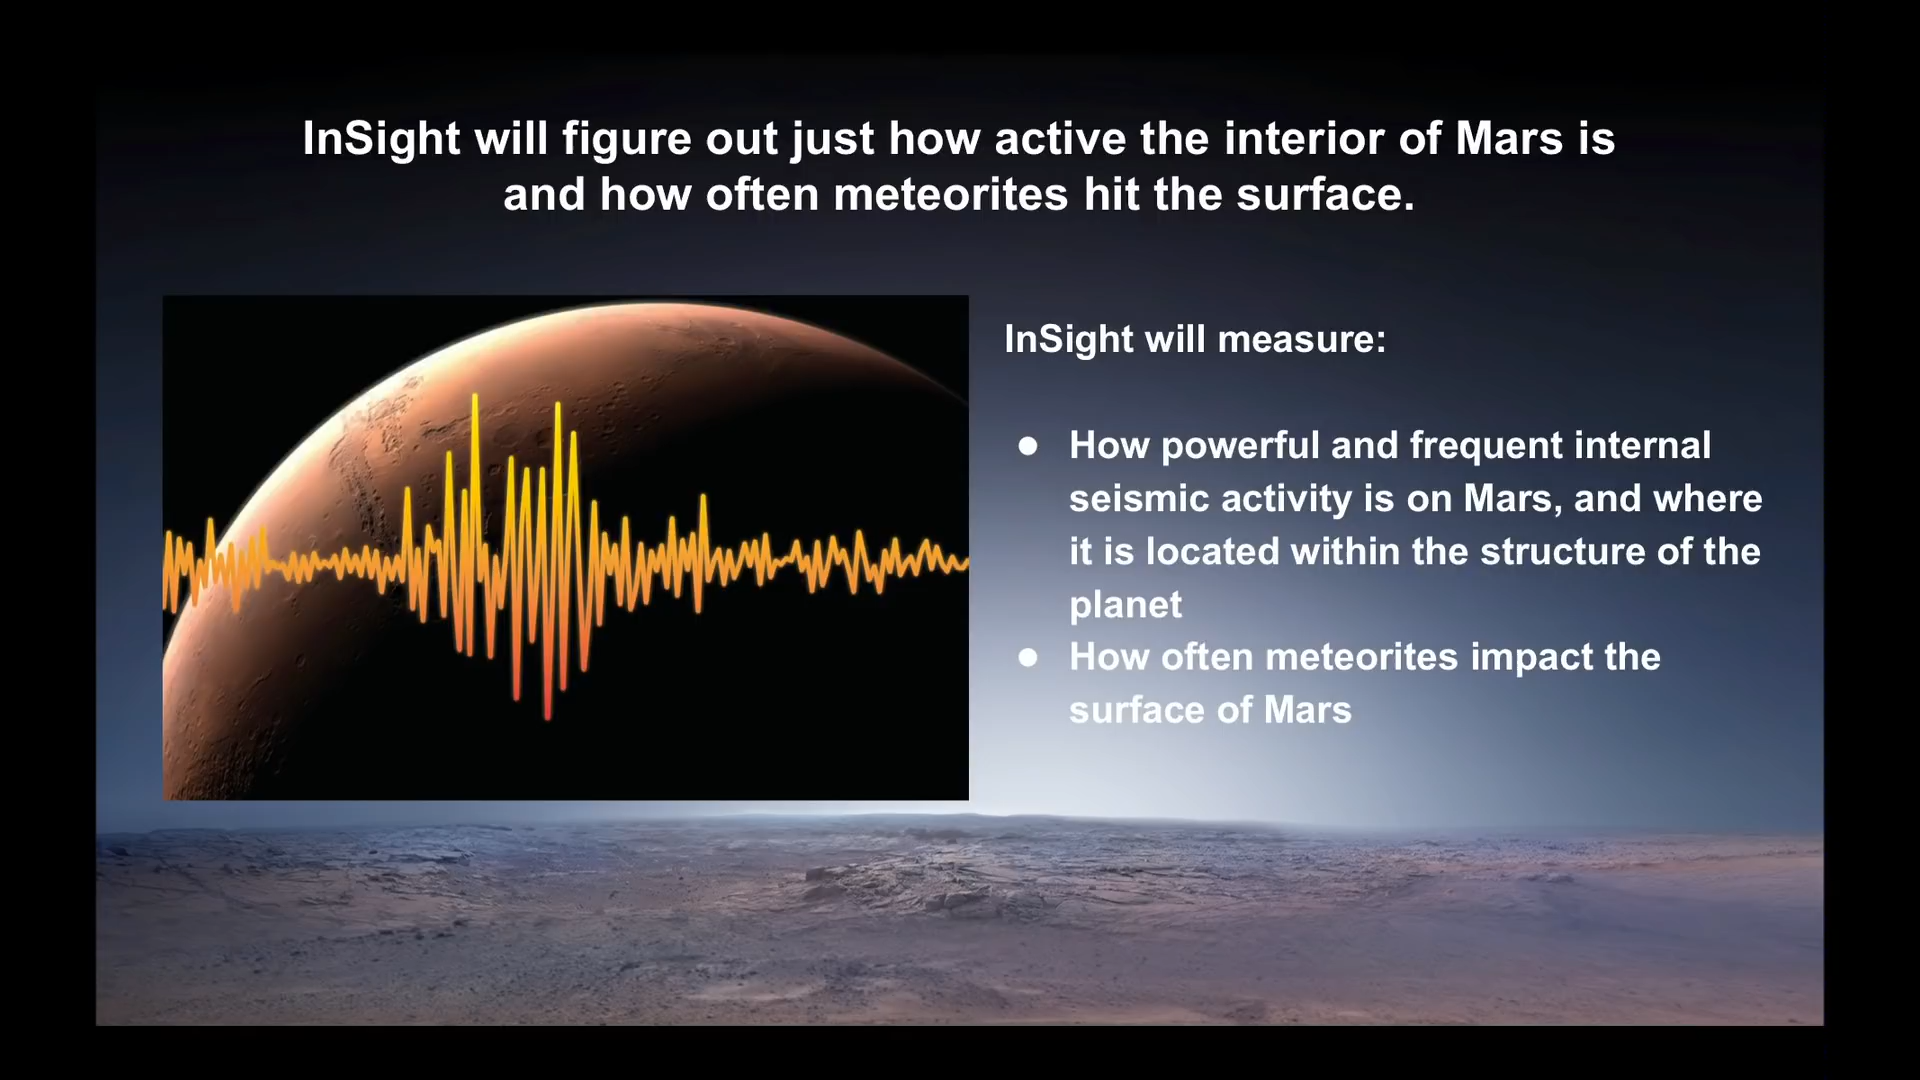 InSight will figure out just how active the interior of Mars is
and how often meteorites hit the surface.
InSight will measure:
● How powerful and frequent internal
seismic activity is on Mars, and where
it is located within the structure of the
planet
● How often meteorites impact the
surface of Mars